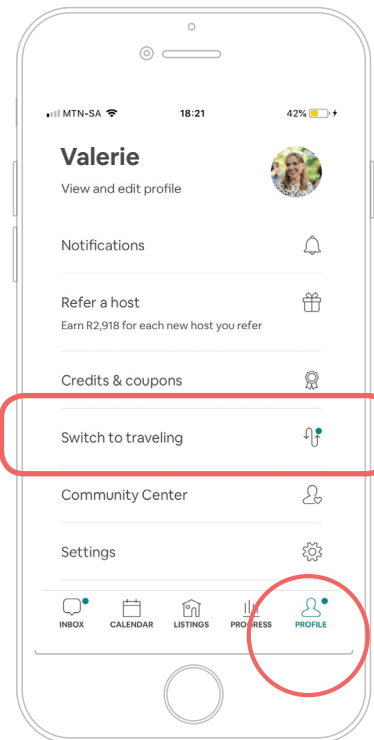 MTN-SA 18:21 42%
Valerie
View and edit profile
Notifications
Refer a host
Earn R2,918 for each new host you refer
Credits & coupons
Switch to traveling
Community Center
Settings
INBOX CALENDAR LISTINGS PROGRESS PROFILE